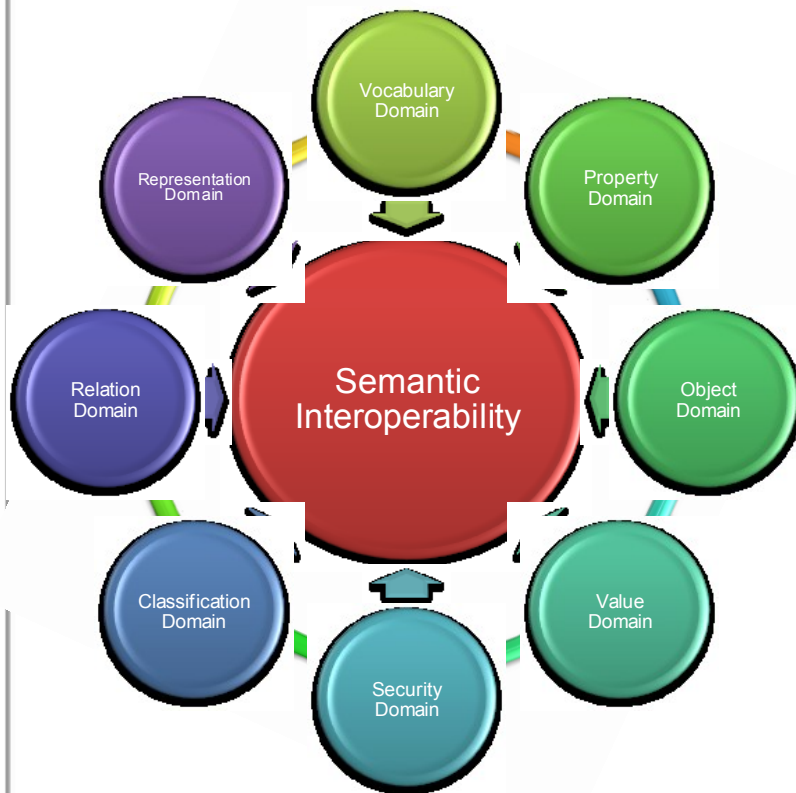 Vocabulary
Domain
Representation
Domain
Property
Domain
Semantic
Interoperability
Relation
Domain
Object
Domain
Classification
Domain
Value
Domain
Security
Domain